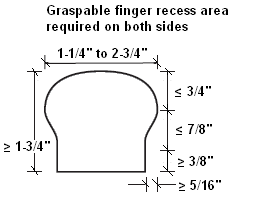 Graspable finger recess area
required on both sides
1-1/4" to 2-3/4"
≤ 3/4"
≤ 7/8"
≥ 1-3/4"
≥ 3/8"
≥ 5/16"